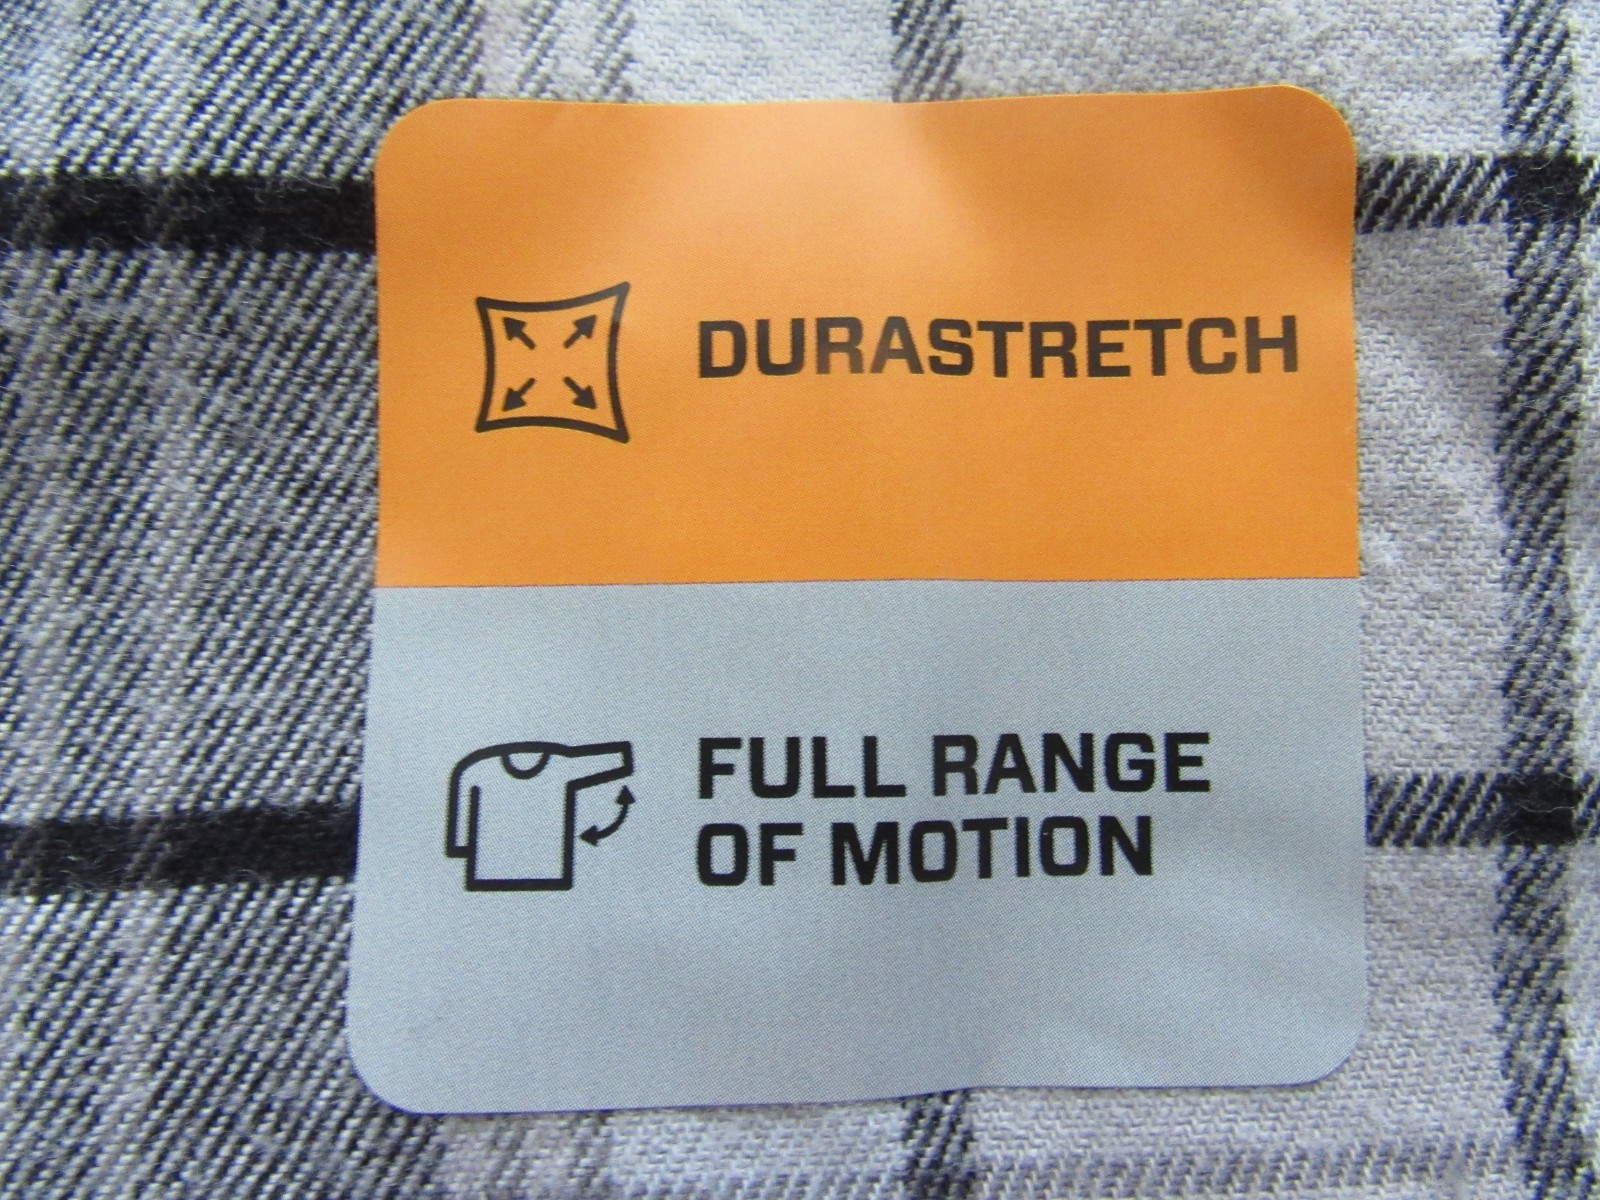 DURASTRETCH
FULL RANGE
OF MOTION